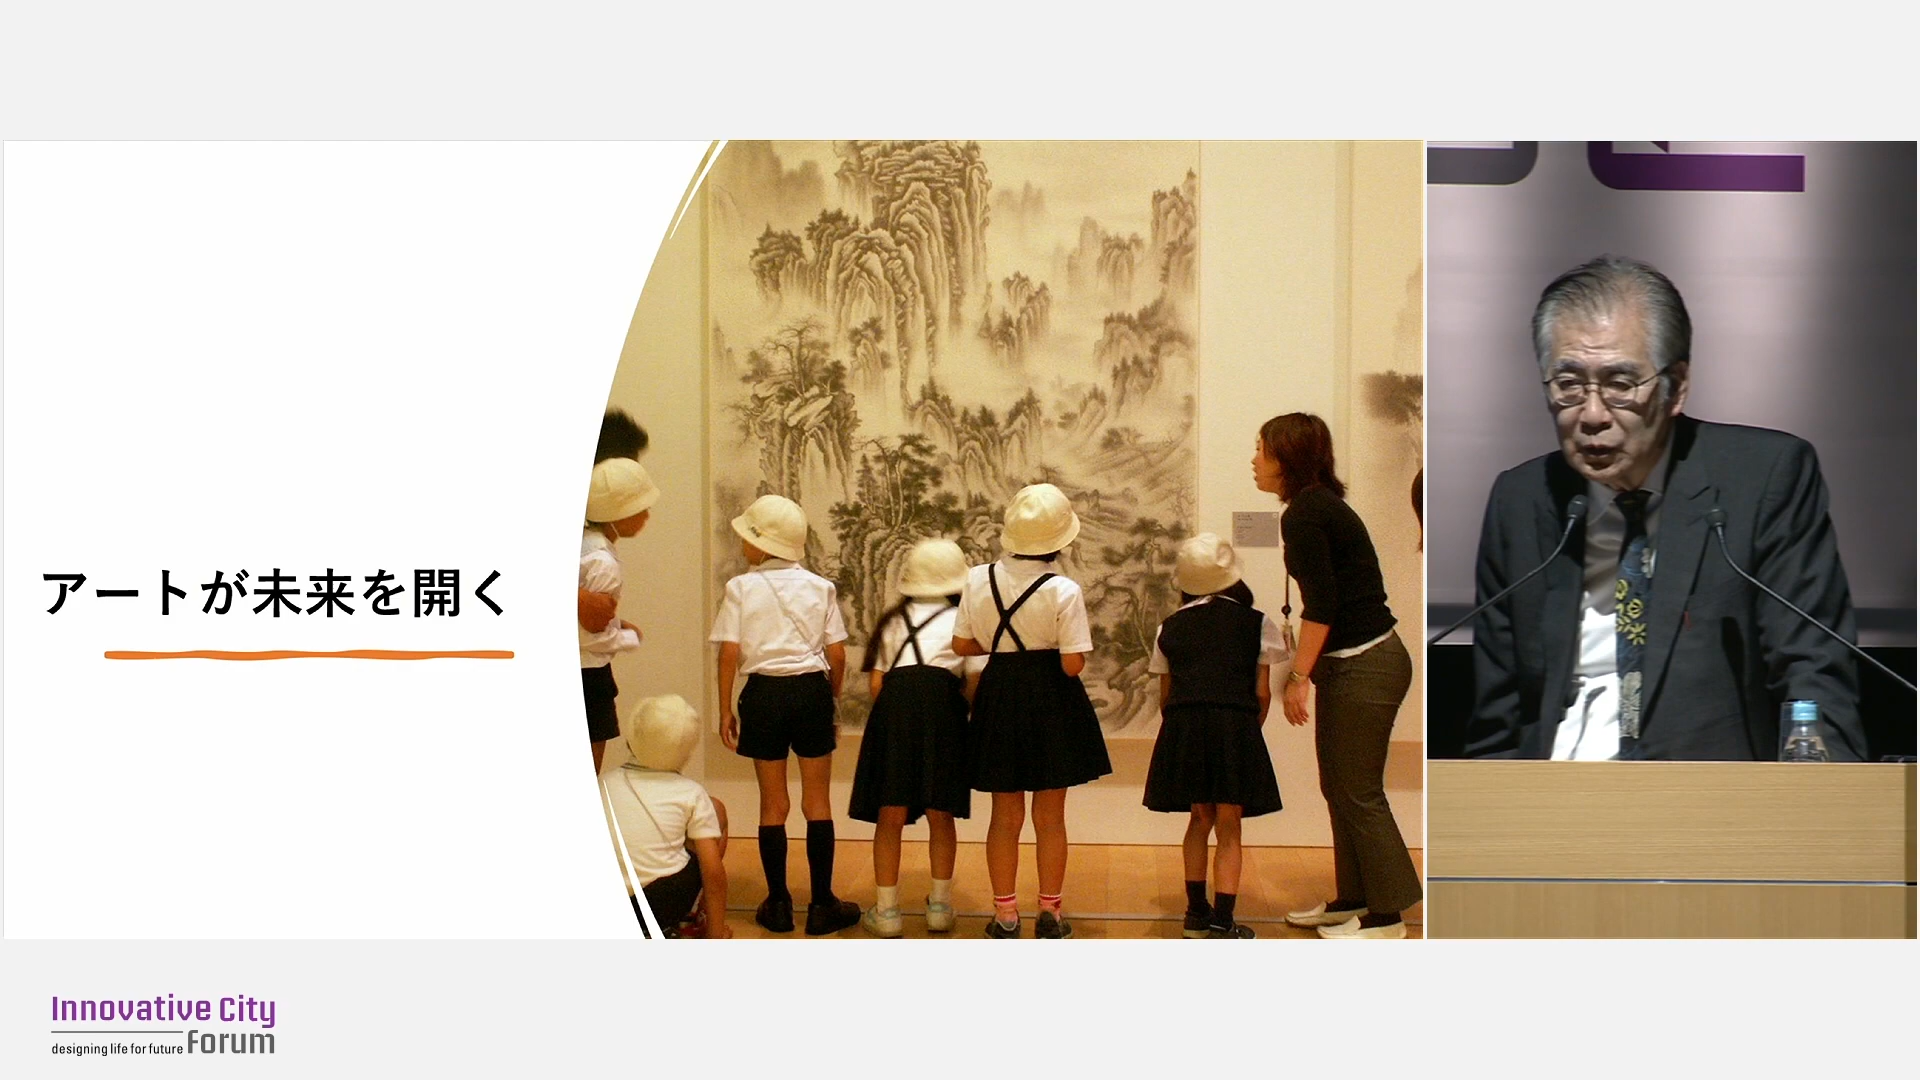 アートが未来を開く
Innovative City
designing life for future Forum